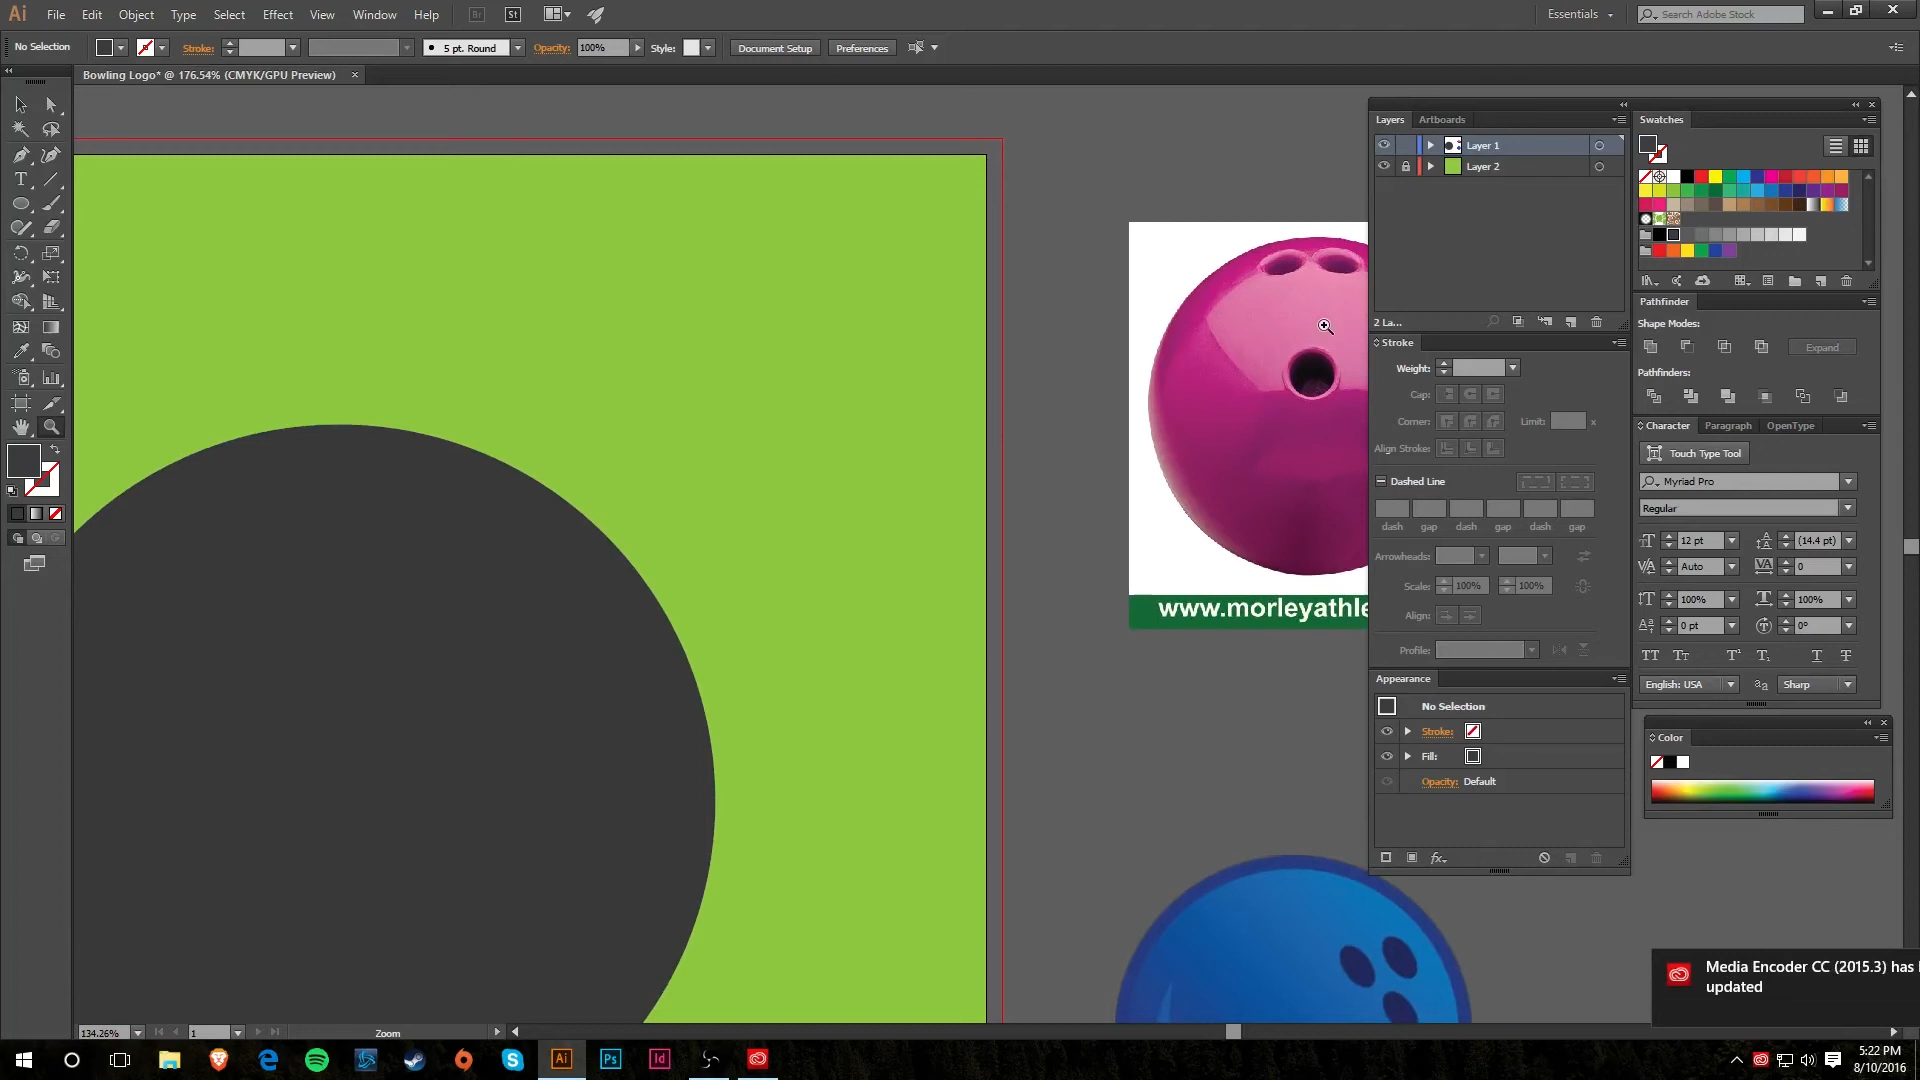 Ai File Edit Object Type Select Effect View Window Help Br St Essentials Search Adobe Stock
No Selection Stroke: 5 pt. Round Opacity: 100% Style: Document Setup Preferences
Bowling Logo* @ 176.54% (CMYK/GPU Preview)
Layers Artboards
Layer 1
Layer 2
2 La...
Stroke
Weight:
Cap:
Corner: Limit: x
Align Stroke:
Dashed Line
dash gap dash gap dash gap
Arrowheads:
Scale: 100% 100%
Align:
Profile:
Appearance
No Selection
Stroke:
Fill:
Opacity: Default
fx
Swatches
Pathfinder
Shape Modes:
Expand
Pathfinders:
Character Paragraph OpenType
Touch Type Tool
Myriad Pro
Regular
12 pt (14.4 pt)
Auto 0
100% 100%
0 pt 0°
English: USA Sharp
Color
www.morleyathle
Media Encoder CC (2015.3) has
updated
134.26% 1 Zoom
Ai Ps Id
5:22 PM
8/10/2016